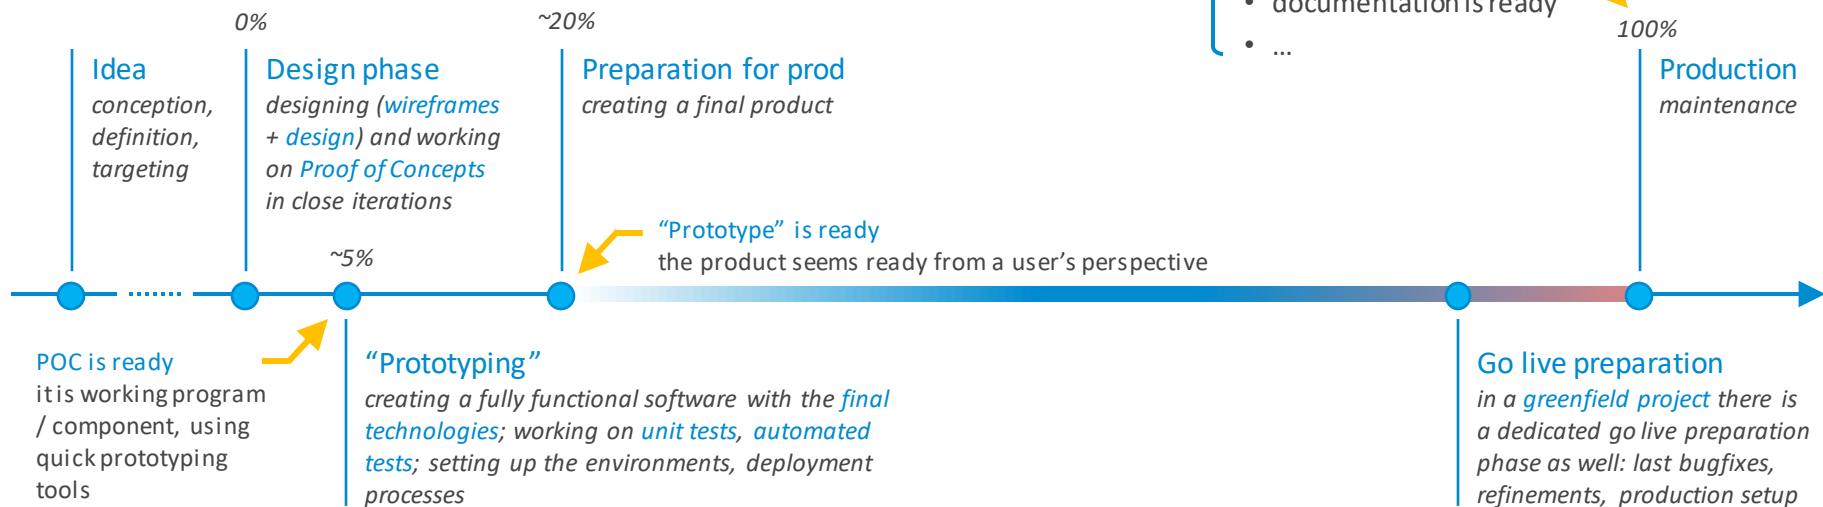 • documentation is ready
• ...
0%
~20%
100%
Idea
conception,
definition,
targeting
Design phase
designing (wireframes
+ design) and working
on Proof of Concepts
in close iterations
Preparation for prod
creating a final product
Production
maintenance
~5%
“Prototype” is ready
the product seems ready from a user’s perspective
POC is ready
it is working program
/ component, using
quick prototyping
tools
“Prototyping”
creating a fully functional software with the final
technologies; working on unit tests, automated
tests; setting up the environments, deployment
processes
Go live preparation
in a greenfield project there is
a dedicated go live preparation
phase as well: last bugfixes,
refinements, production setup